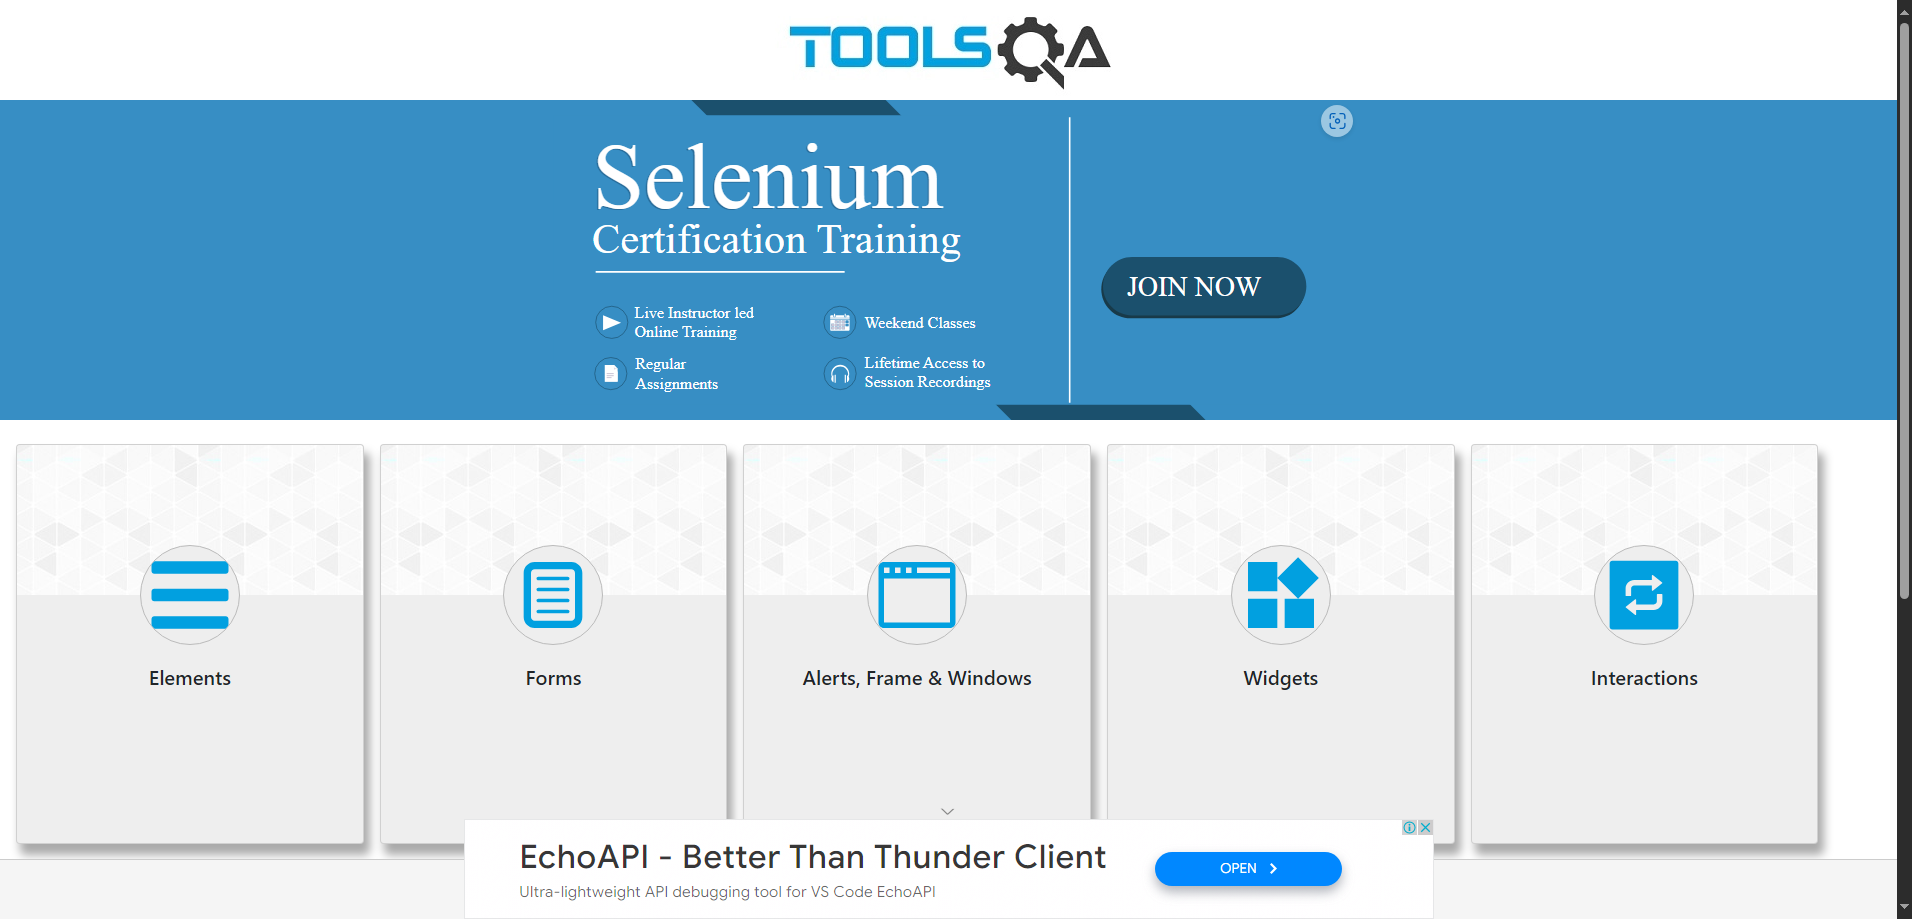 TOOLSQA
Selenium
Certification Training
Live Instructor led
Online Training
Weekend Classes
Regular
Assignments
Lifetime Access to
Session Recordings
JOIN NOW
Elements
Forms
Alerts, Frame & Windows
Widgets
Interactions
EchoAPI - Better Than Thunder Client
Ultra-lightweight API debugging tool for VS Code EchoAPI
OPEN